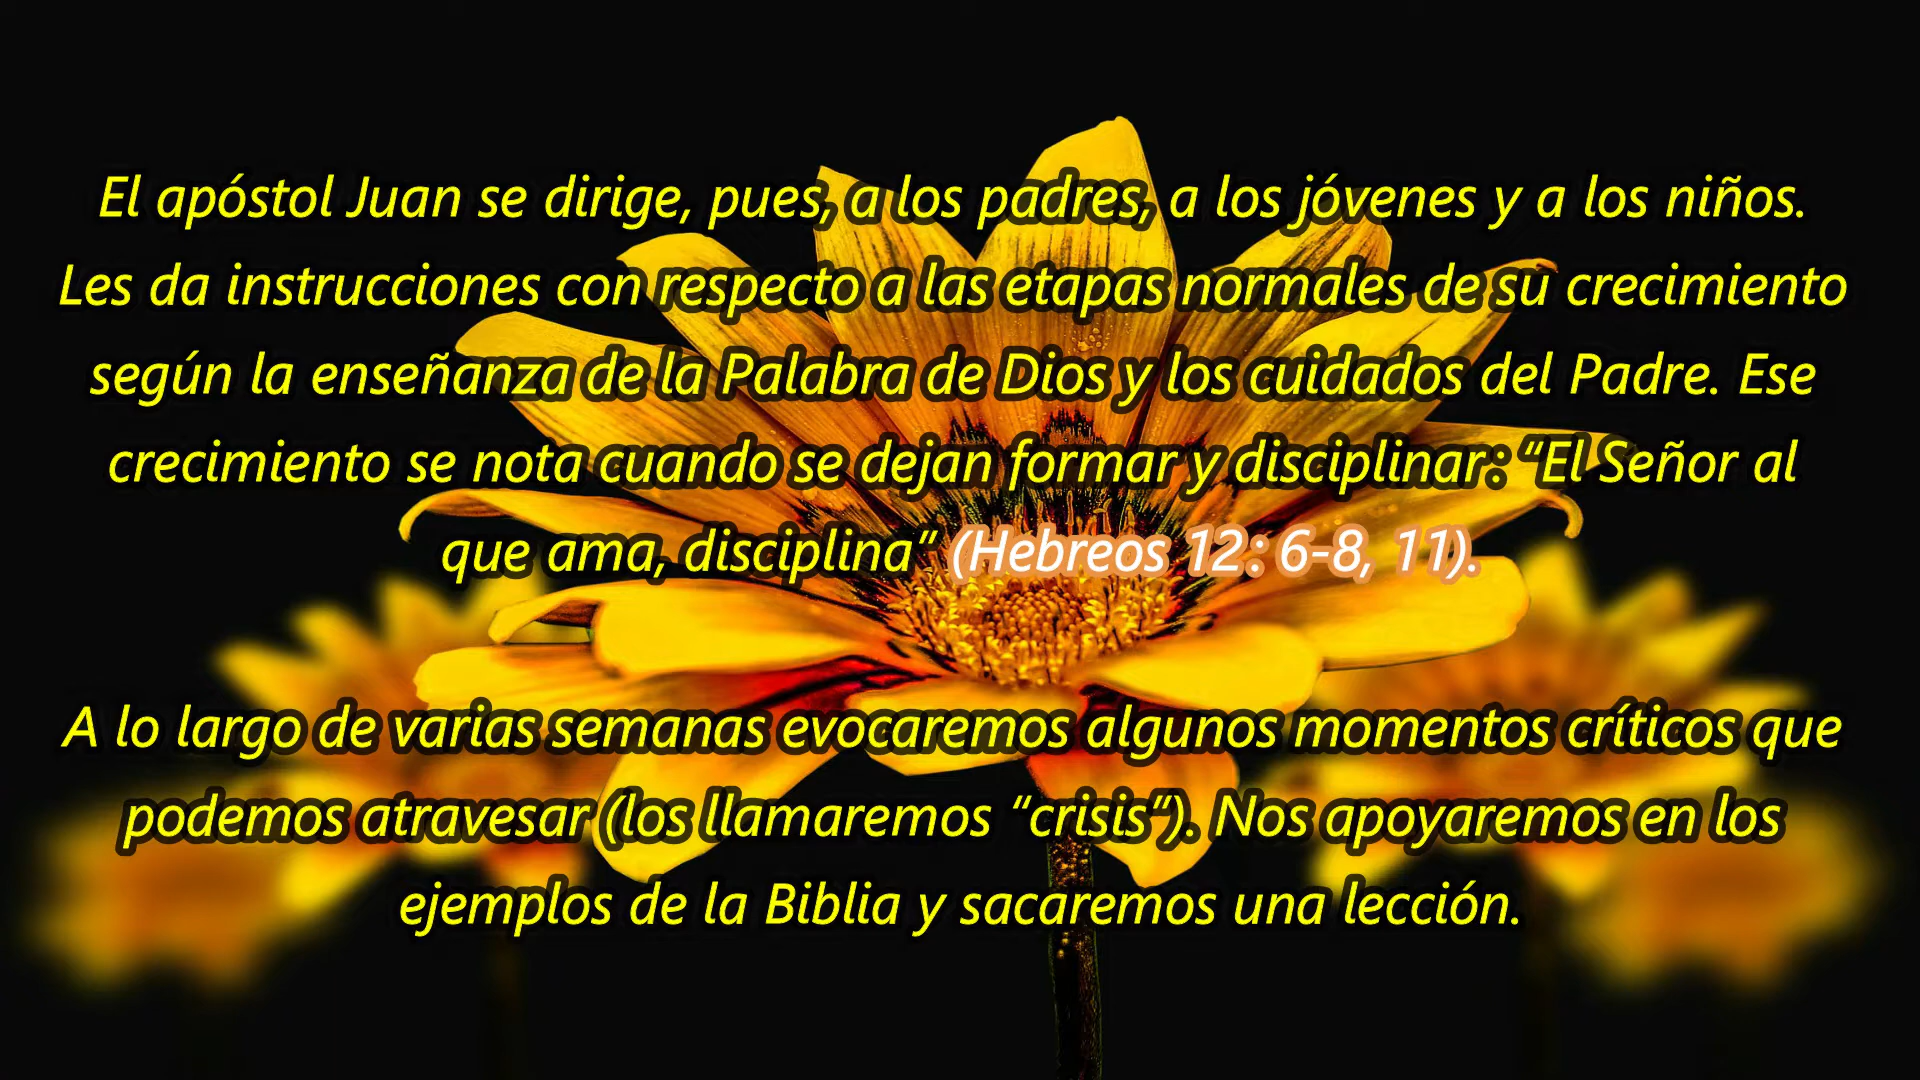 El apóstol Juan se dirige, pues, a los padres, a los jóvenes y a los niños.
Les da instrucciones con respecto a las etapas normales de su crecimiento
según la enseñanza de la Palabra de Dios y los cuidados del Padre. Ese
crecimiento se nota cuando se dejan formar y disciplinar: “El Señor al
que ama, disciplina” (Hebreos 12: 6-8, 11).
A lo largo de varias semanas evocaremos algunos momentos críticos que
podemos atravesar (los llamaremos “crisis”). Nos apoyaremos en los
ejemplos de la Biblia y sacaremos una lección.